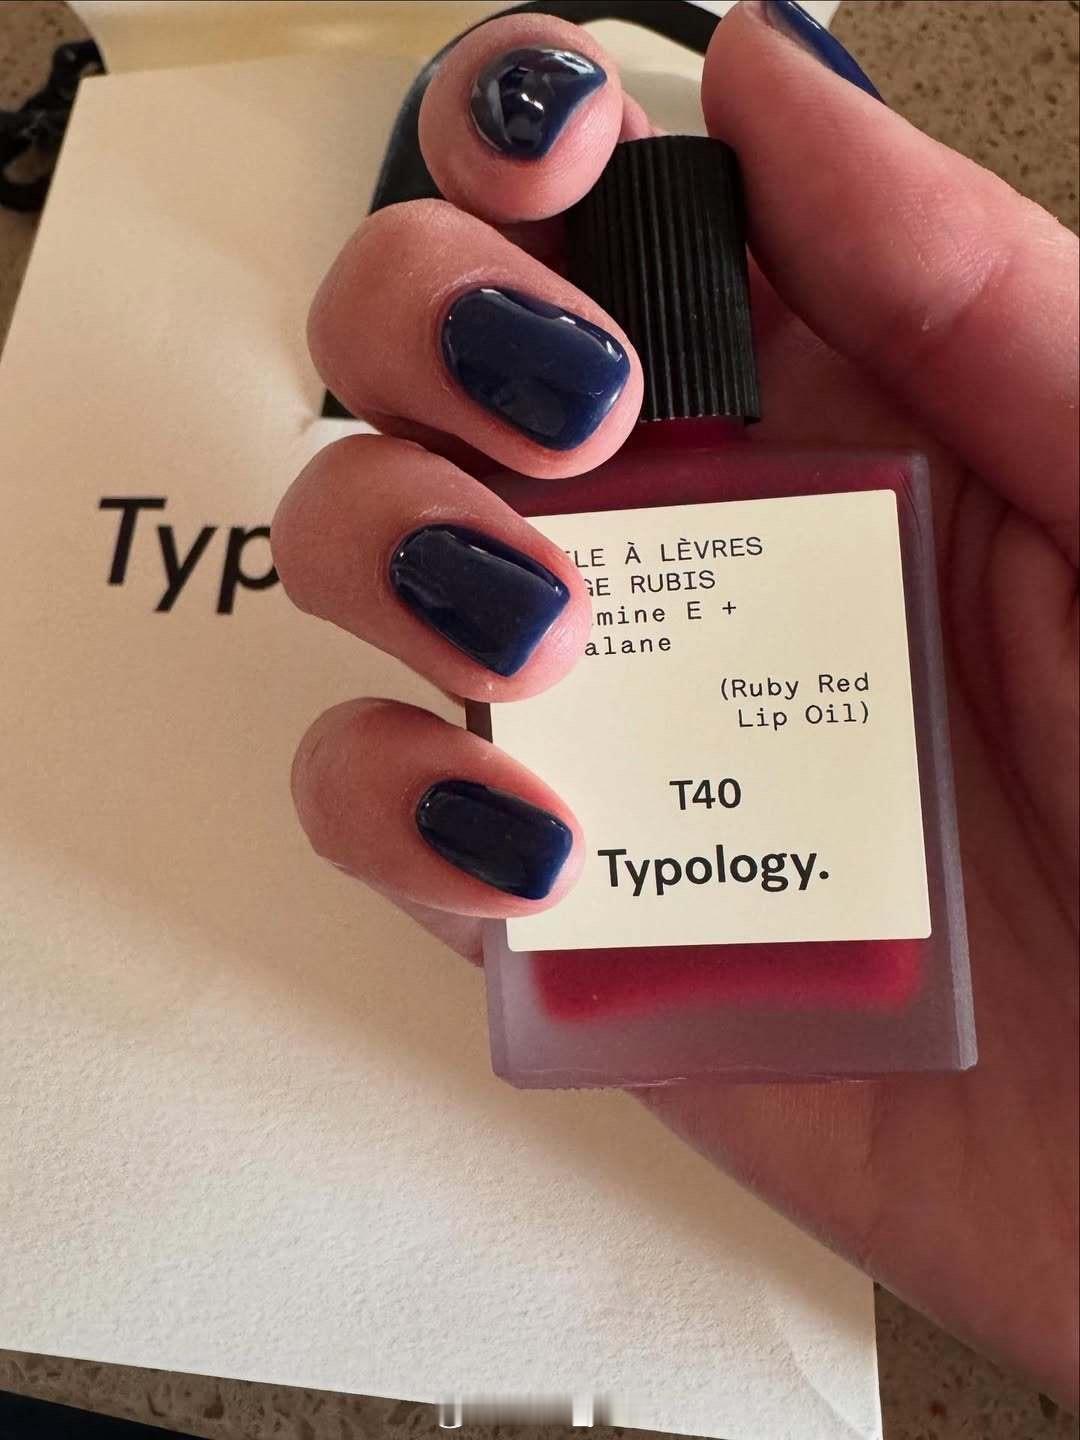 Typ
LE À LÈVRES
GE RUBIS
mine E +
alane
(Ruby Red
Lip Oil)
T40
Typology.